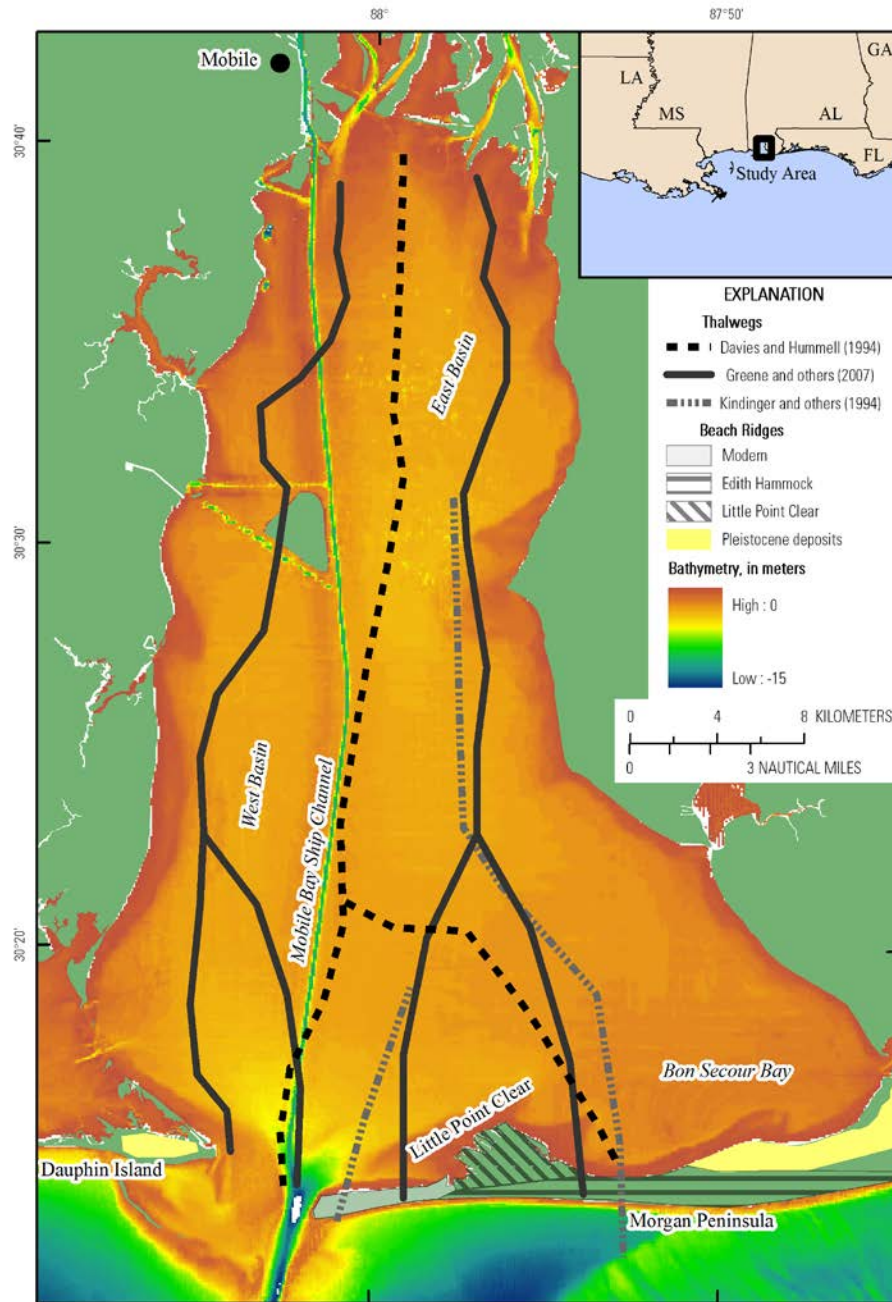 88°
87°50'
Mobile
30°40'
30°30'
30°20'
LA
MS
AL
GA
FL
Study Area
EXPLANATION
Thalwegs
Davies and Hummell (1994)
Greene and others (2007)
Kindinger and others (1994)
Beach Ridges
Modern
Edith Hammock
Little Point Clear
Pleistocene deposits
Bathymetry, in meters
High : 0
Low : -15
0 4 8 KILOMETERS
0 3 NAUTICAL MILES
East Basin
West Basin
Mobile Bay Ship Channel
Bon Secour Bay
Little Point Clear
Dauphin Island
Morgan Peninsula